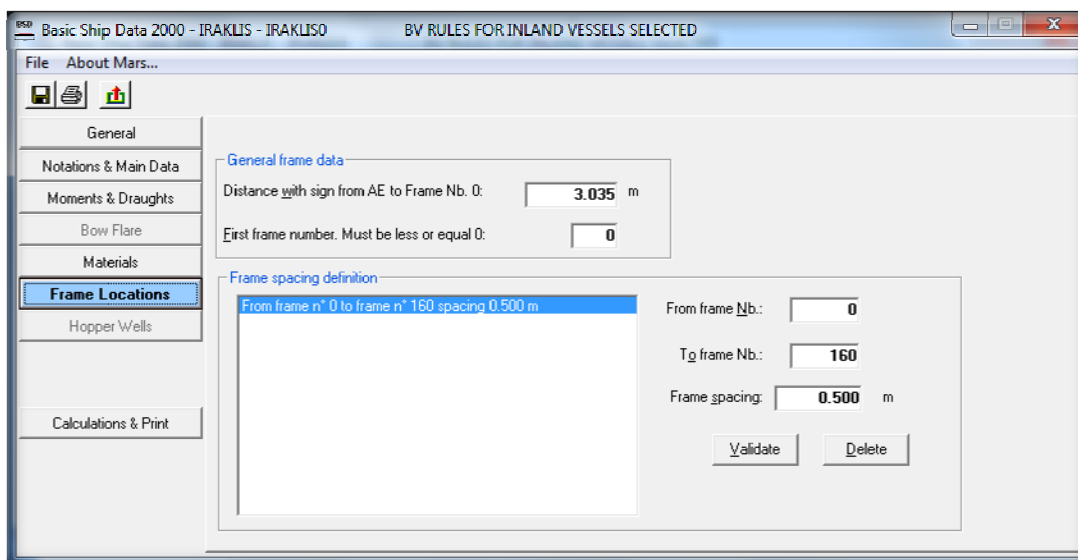 BSD Basic Ship Data 2000 - IRAKLIS - IRAKLIS0 BV RULES FOR INLAND VESSELS SELECTED
File About Mars...
General
Notations & Main Data
Moments & Draughts
Bow Flare
Materials
Frame Locations
Hopper Wells
Calculations & Print
General frame data
Distance with sign from AE to Frame Nb. 0: 3.035 m
First frame number. Must be less or equal 0: 0
Frame spacing definition
From frame n° 0 to frame n° 160 spacing 0.500 m
From frame Nb.: 0
To frame Nb.: 160
Frame spacing: 0.500 m
Validate Delete